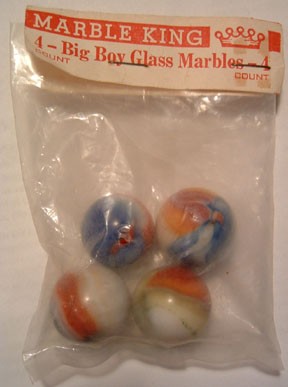 MARBLE KING
4 - Big Boy Glass Marbles - 4
COUNT COUNT